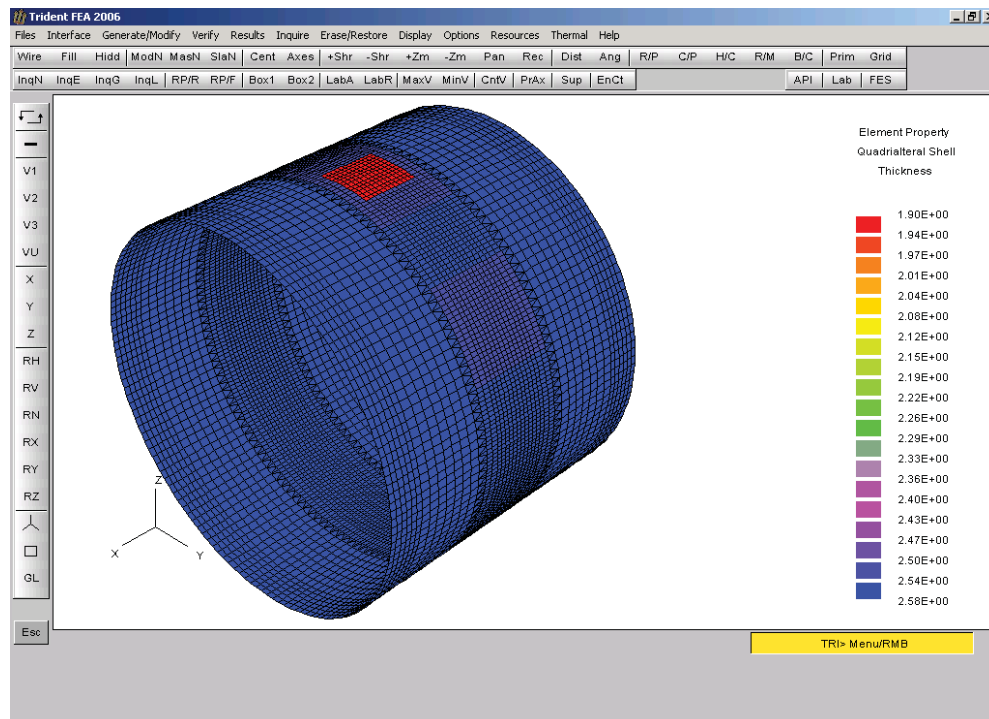 Trident FEA 2006
Files Interface Generate/Modify Verify Results Inquire Erase/Restore Display Options Resources Thermal Help
Wire Fill Hidd ModN MasN SlaN Cent Axes +Shr -Shr +Zm -Zm Pan Rec Dist Ang R/P C/P H/C R/M B/C Prim Grid
InqN InqE InqG InqL RP/R RP/F Box1 Box2 LabA LabR MaxV MinV CntV PrAx Sup EnCt API Lab FES
V1
V2
V3
VU
X
Y
Z
RH
RV
RN
RX
RY
RZ
GL
Esc
Z
X
Y
Element Property
Quadrialteral Shell
Thickness
1.90E+00
1.94E+00
1.97E+00
2.01E+00
2.04E+00
2.08E+00
2.12E+00
2.15E+00
2.19E+00
2.22E+00
2.26E+00
2.29E+00
2.33E+00
2.36E+00
2.40E+00
2.43E+00
2.47E+00
2.50E+00
2.54E+00
2.58E+00
TRI> Menu/RMB